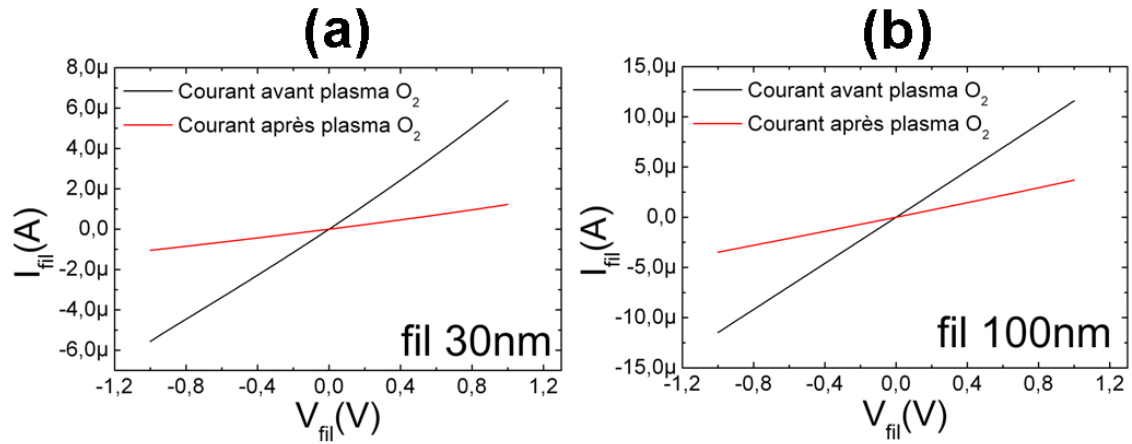 (a)
8,0µ
6,0µ
4,0µ
2,0µ
0,0
-2,0µ
-4,0µ
-6,0µ
I_fil(A)
Courant avant plasma O₂
Courant après plasma O₂
fil 30nm
-1,2 -0,8 -0,4 0,0 0,4 0,8 1,2
V_fil(V)
(b)
15,0µ
10,0µ
5,0µ
0,0
-5,0µ
-10,0µ
-15,0µ
I_fil(A)
Courant avant plasma O₂
Courant après plasma O₂
fil 100nm
-1,2 -0,8 -0,4 0,0 0,4 0,8 1,2
V_fil(V)